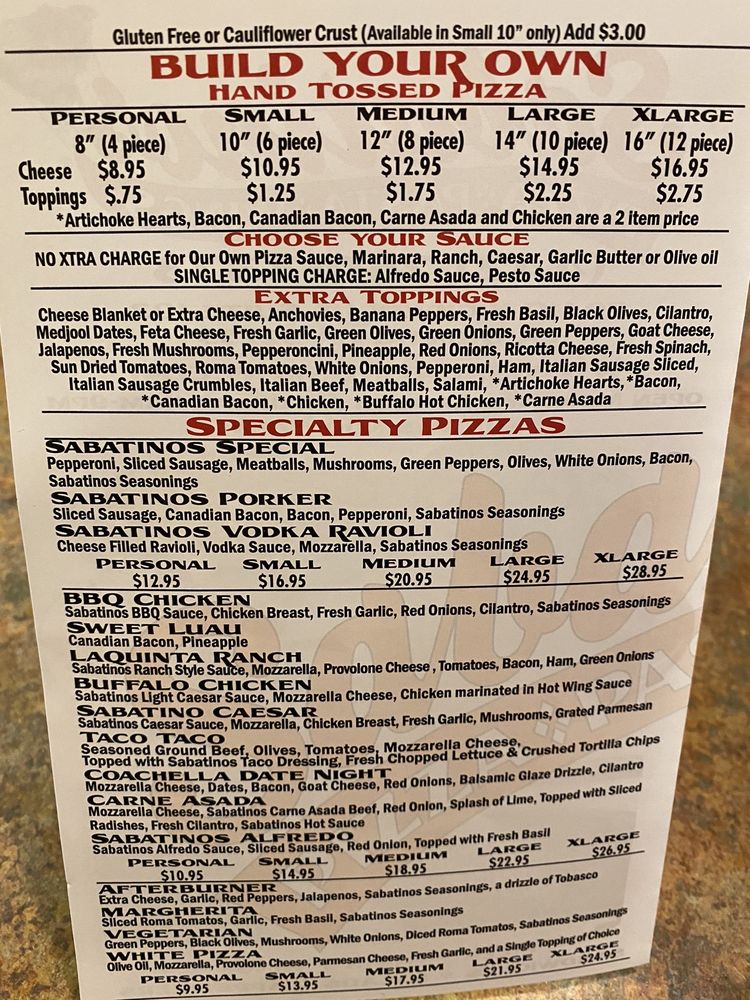 Gluten Free or Cauliflower Crust (Available in Small 10" only) Add $3.00
BUILD YOUR OWN
HAND TOSSED PIZZA
PERSONAL SMALL MEDIUM LARGE XLARGE
8" (4 piece) 10" (6 piece) 12" (8 piece) 14" (10 piece) 16" (12 piece)
Cheese $8.95 $10.95 $12.95 $14.95 $16.95
Toppings $.75 $1.25 $1.75 $2.25 $2.75
*Artichoke Hearts, Bacon, Canadian Bacon, Carne Asada and Chicken are a 2 item price
CHOOSE YOUR SAUCE
NO XTRA CHARGE for Our Own Pizza Sauce, Marinara, Ranch, Caesar, Garlic Butter or Olive oil
SINGLE TOPPING CHARGE: Alfredo Sauce, Pesto Sauce
EXTRA TOPPINGS
Cheese Blanket or Extra Cheese, Anchovies, Banana Peppers, Fresh Basil, Black Olives, Cilantro,
Medjool Dates, Feta Cheese, Fresh Garlic, Green Olives, Green Onions, Green Peppers, Goat Cheese,
Jalapenos, Fresh Mushrooms, Pepperoncini, Pineapple, Red Onions, Ricotta Cheese, Fresh Spinach,
Sun Dried Tomatoes, Roma Tomatoes, White Onions, Pepperoni, Ham, Italian Sausage Sliced,
Italian Sausage Crumbles, Italian Beef, Meatballs, Salami, *Artichoke Hearts, *Bacon,
*Canadian Bacon, *Chicken, *Buffalo Hot Chicken, *Carne Asada
SPECIALTY PIZZAS
SABATINOS SPECIAL
Pepperoni, Sliced Sausage, Meatballs, Mushrooms, Green Peppers, Olives, White Onions, Bacon,
Sabatinos Seasonings
SABATINOS PORKER
Sliced Sausage, Canadian Bacon, Bacon, Pepperoni, Sabatinos Seasonings
SABATINOS VODKA RAVIOLI
Cheese Filled Ravioli, Vodka Sauce, Mozzarella, Sabatinos Seasonings
PERSONAL SMALL MEDIUM LARGE XLARGE
$12.95 $16.95 $20.95 $24.95 $28.95
BBQ CHICKEN
Sabatinos BBQ Sauce, Chicken Breast, Fresh Garlic, Red Onions, Cilantro, Sabatinos Seasonings
SWEET LUAU
Canadian Bacon, Pineapple
LAQUINTA RANCH
Sabatinos Ranch Style Sauce, Mozzarella, Provolone Cheese , Tomatoes, Bacon, Ham, Green Onions
BUFFALO CHICKEN
Sabatinos Light Caesar Sauce, Mozzarella Cheese, Chicken marinated in Hot Wing Sauce
SABATINO CAESAR
Sabatinos Caesar Sauce, Mozzarella, Chicken Breast, Fresh Garlic, Mushrooms, Grated Parmesan
TACO TACO
Seasoned Ground Beef, Olives, Tomatoes, Mozzarella Cheese,
Topped with Sabatinos Taco Dressing, Fresh Chopped Lettuce & Crushed Tortilla Chips
COACHELLA DATE NIGHT
Mozzarella Cheese, Dates, Bacon, Goat Cheese, Red Onions, Balsamic Glaze Drizzle, Cilantro
CARNE ASADA
Mozzarella Cheese, Sabatinos Carne Asada Beef, Red Onion, Splash of Lime, Topped with Sliced
Radishes, Fresh Cilantro, Sabatinos Hot Sauce
SABATINOS ALFREDO
Sabatinos Alfredo Sauce, Sliced Sausage, Red Onion, Topped with Fresh Basil
PERSONAL SMALL MEDIUM LARGE XLARGE
$10.95 $14.95 $18.95 $22.95 $26.95
AFTERBURNER
Extra Cheese, Garlic, Red Peppers, Jalapenos, Sabatinos Seasonings, a drizzle of Tobasco
MARGHERITA
Sliced Roma Tomatos, Garlic, Fresh Basil, Sabatinos Seasonings
VEGETARIAN
Green Peppers, Black Olives, Mushrooms, White Onions, Diced Roma Tomatos, Sabatinos Seasonings
WHITE PIZZA
Olive Oil, Mozzarella, Provolone Cheese, Parmesan Cheese, Fresh Garlic, and a Single Topping of Choice
PERSONAL SMALL MEDIUM LARGE XLARGE
$9.95 $13.95 $17.95 $21.95 $24.95